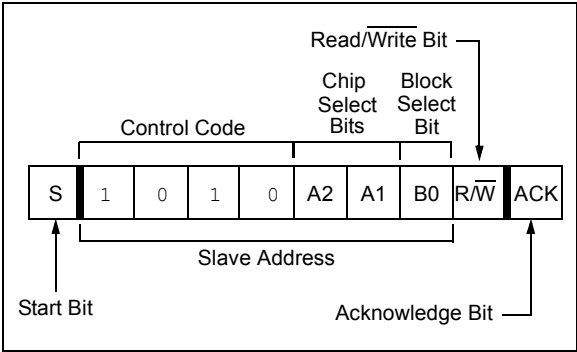 Read/Write Bit
Chip Select Bits
Block Select Bit
Control Code
S 1 0 1 0 A2 A1 B0 R/W ACK
Slave Address
Start Bit
Acknowledge Bit